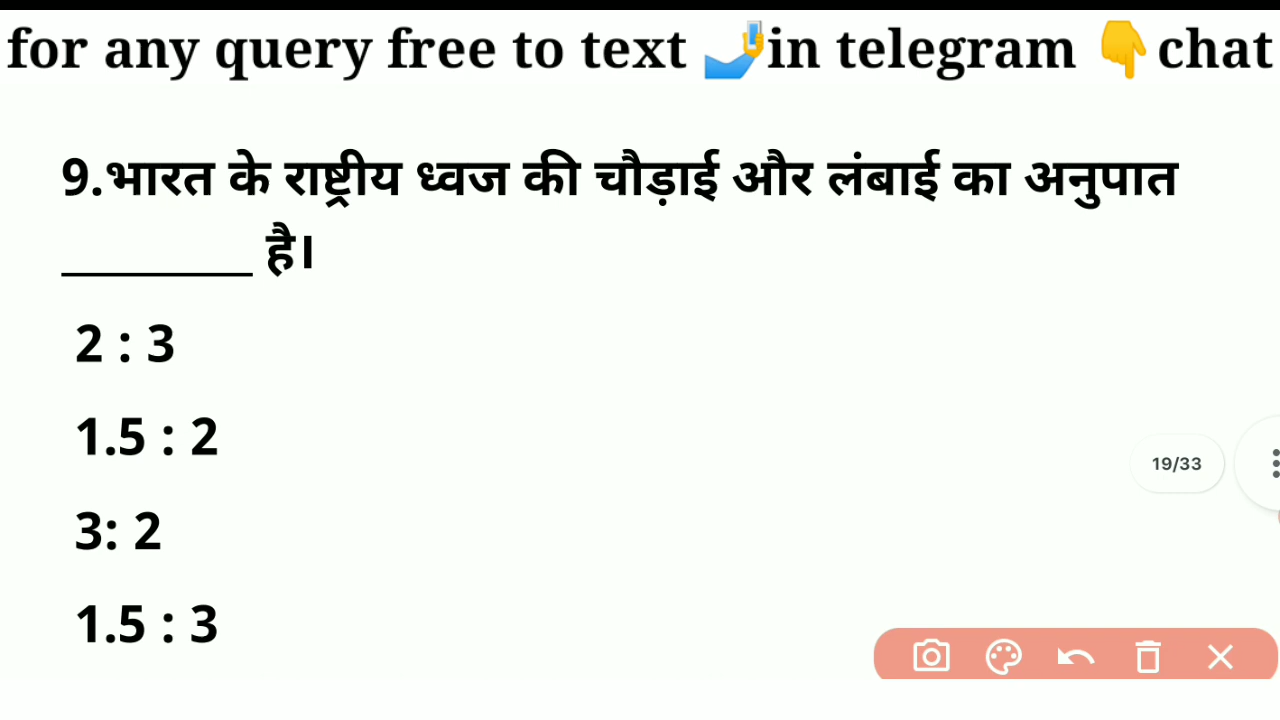 for any query free to text 🤳in telegram 👇chat
9.भारत के राष्ट्रीय ध्वज की चौड़ाई और लंबाई का अनुपात
_________ है।
2 : 3
1.5 : 2
19/33
3: 2
1.5 : 3